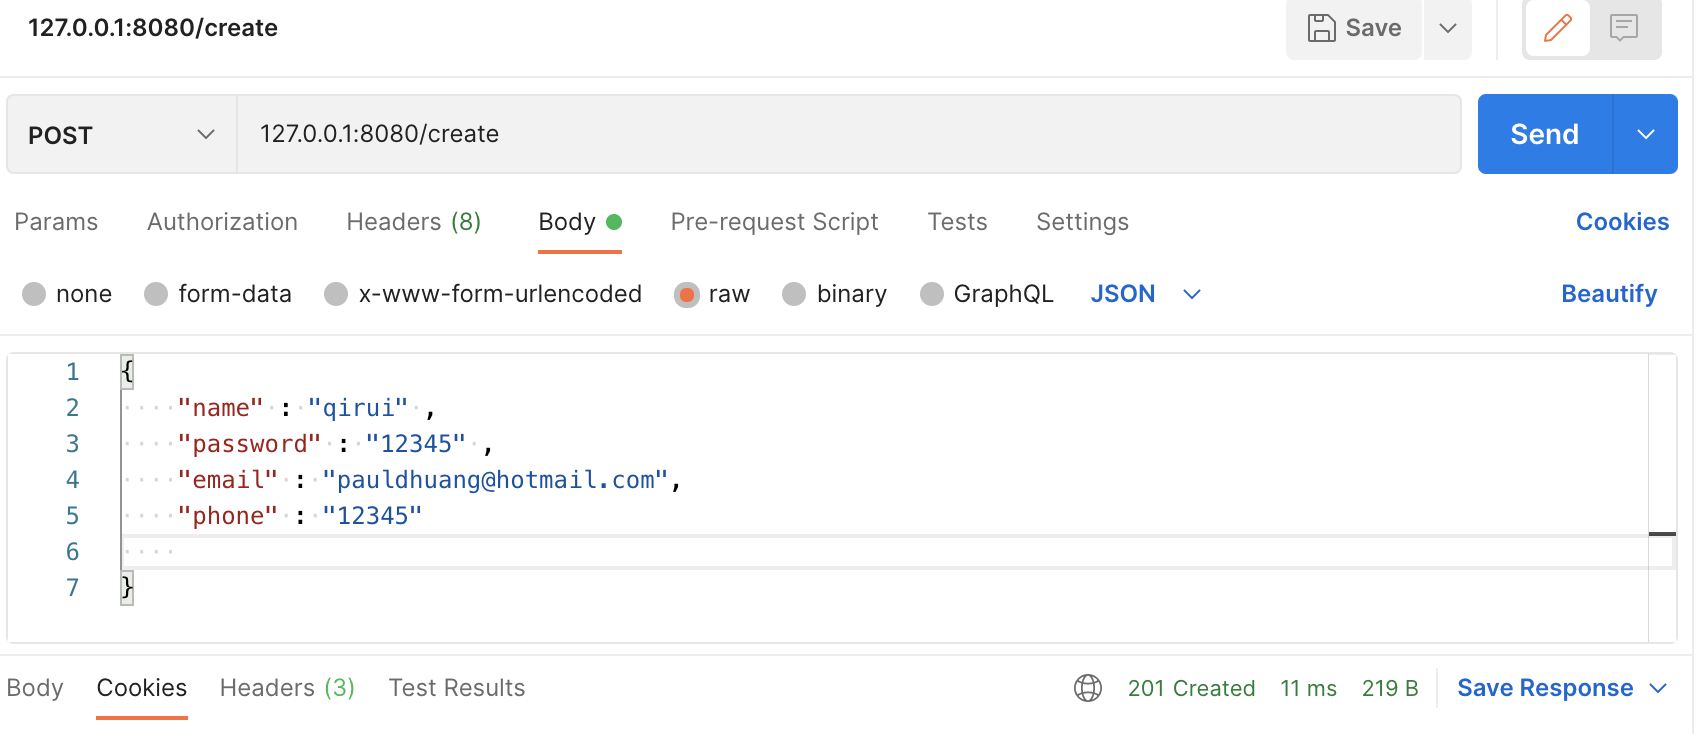 127.0.0.1:8080/create
Save
POST
127.0.0.1:8080/create
Send
Params Authorization Headers (8) Body Pre-request Script Tests Settings Cookies
none form-data x-www-form-urlencoded raw binary GraphQL JSON Beautify
1 {
2 "name" : "qirui" ,
3 "password" : "12345" ,
4 "email" : "pauldhuang@hotmail.com",
5 "phone" : "12345"
6
7 }
Body Cookies Headers (3) Test Results 201 Created 11 ms 219 B Save Response